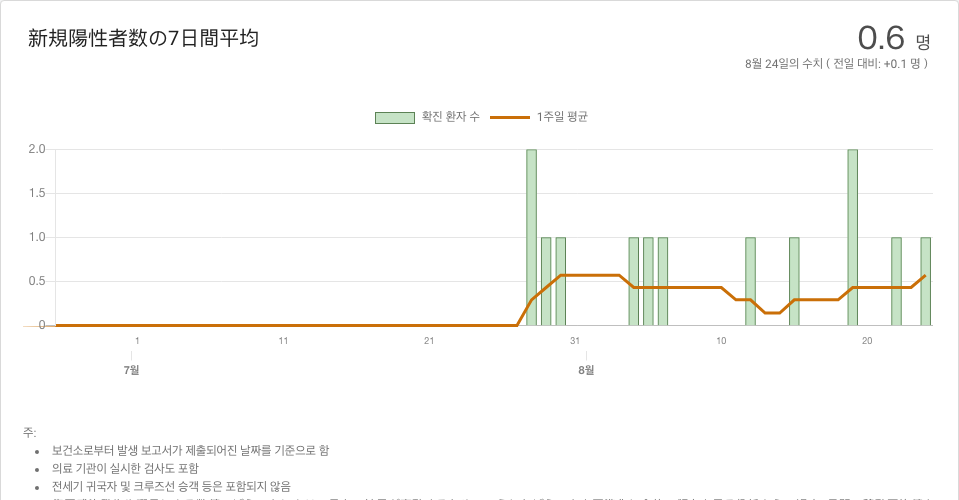 新規陽性者数の7日間平均
0.6 명
8월 24일의 수치 ( 전일 대비: +0.1 명 )
확진 환자 수 1주일 평균
2.0
1.5
1.0
0.5
0
1 11 21 31 10 20
7월 8월
주:
보건소로부터 발생 보고서가 제출되어진 날짜를 기준으로 함
의료 기관이 실시한 검사도 포함
전세기 귀국자 및 크루즈선 승객 등은 포함되지 않음